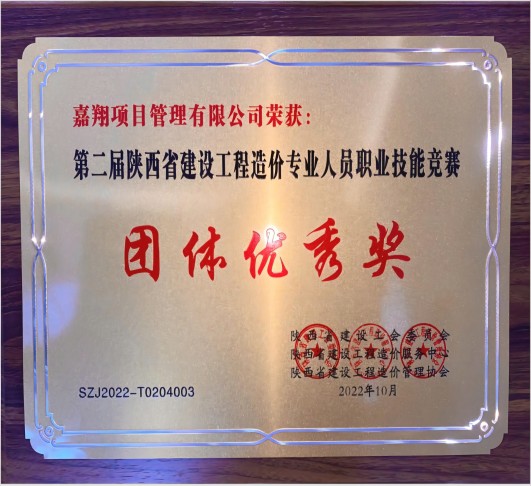 嘉翔项目管理有限公司荣获：
第二届陕西省建设工程造价专业人员职业技能竞赛
团体优秀奖
陕西省建设工会委员会
陕西省建设工程造价服务中心
SZJ2022-T0204003
陕西省建设工程造价管理协会
2022年10月